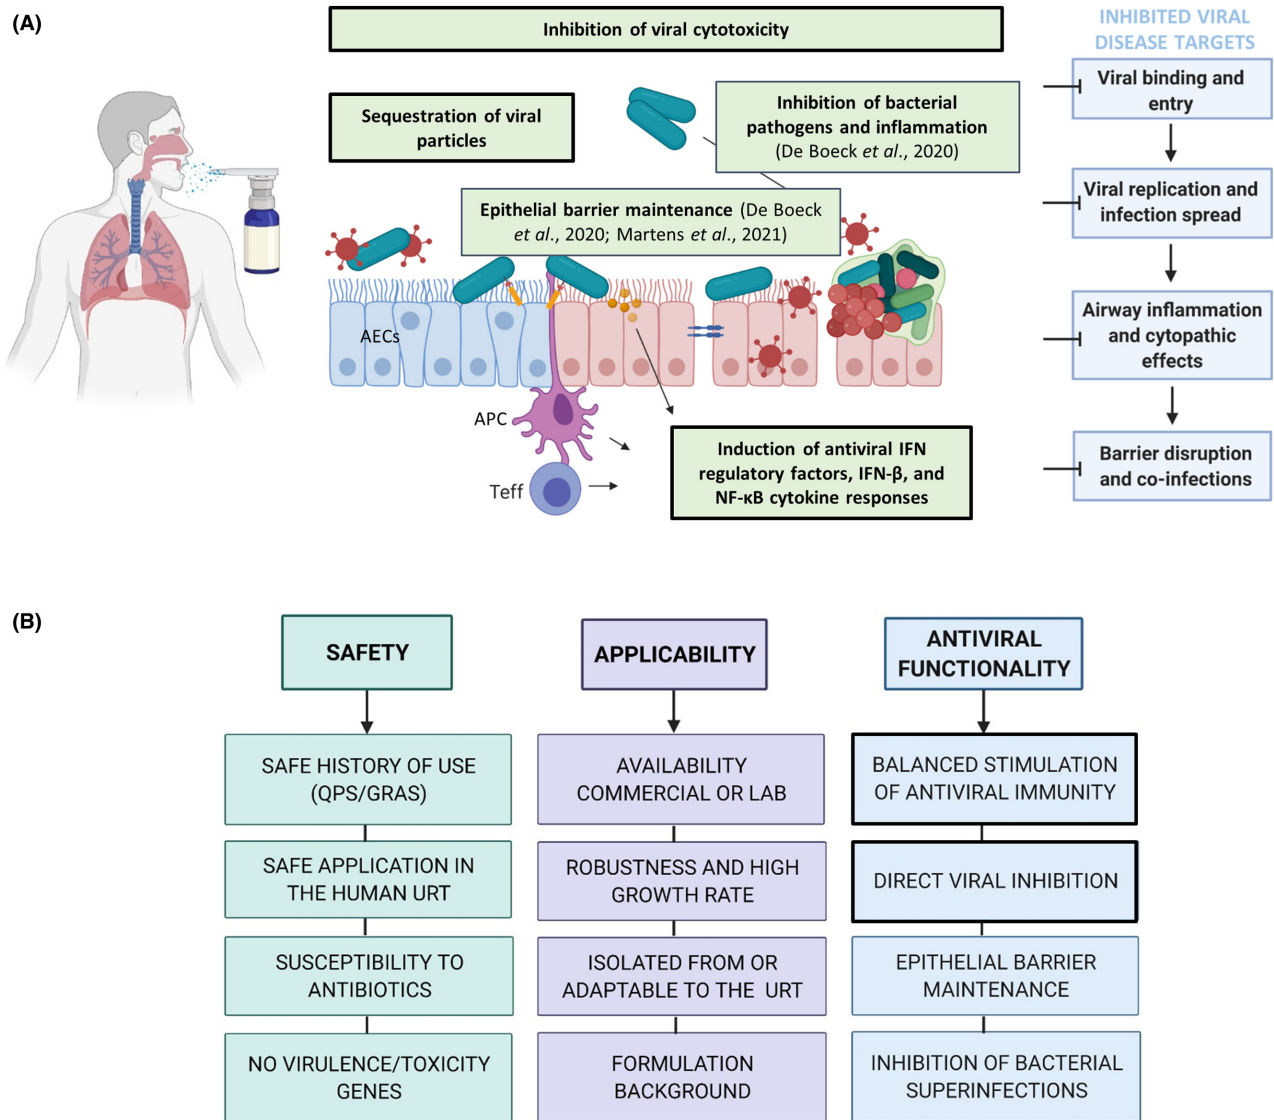 (A)
Inhibition of viral cytotoxicity
INHIBITED VIRAL
DISEASE TARGETS
Sequestration of viral
particles
Inhibition of bacterial
pathogens and inflammation
(De Boeck et al., 2020)
Epithelial barrier maintenance (De Boeck
et al., 2020; Martens et al., 2021)
AECs
APC
Teff
Induction of antiviral IFN
regulatory factors, IFN-β, and
NF-κB cytokine responses
Viral binding and
entry
Viral replication and
infection spread
Airway inflammation
and cytopathic
effects
Barrier disruption
and co-infections
(B)
SAFETY
SAFE HISTORY OF USE
(QPS/GRAS)
SAFE APPLICATION IN
THE HUMAN URT
SUSCEPTIBILITY TO
ANTIBIOTICS
NO VIRULENCE/TOXICITY
GENES
APPLICABILITY
AVAILABILITY
COMMERCIAL OR LAB
ROBUSTNESS AND HIGH
GROWTH RATE
ISOLATED FROM OR
ADAPTABLE TO THE URT
FORMULATION
BACKGROUND
ANTIVIRAL
FUNCTIONALITY
BALANCED STIMULATION
OF ANTIVIRAL IMMUNITY
DIRECT VIRAL INHIBITION
EPITHELIAL BARRIER
MAINTENANCE
INHIBITION OF BACTERIAL
SUPERINFECTIONS